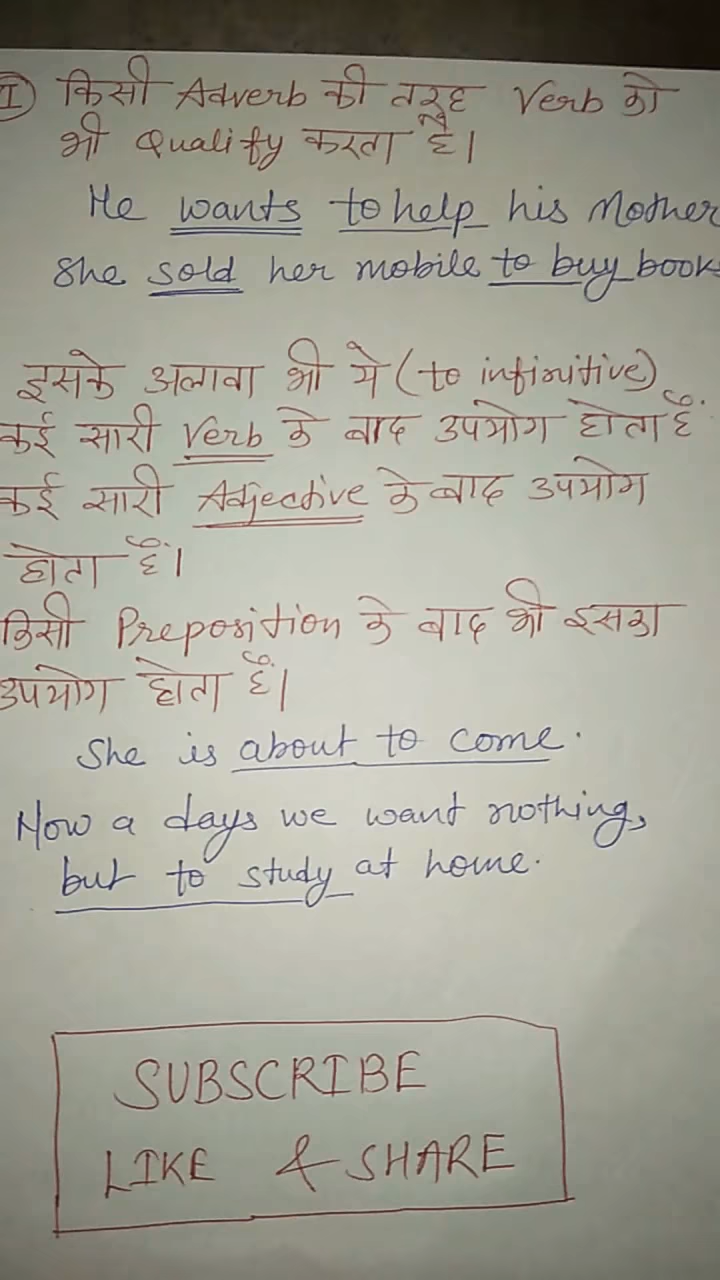 I) किसी Adverb की तरह Verb को
भी Qualify करता है।
He wants to help his Mother
She sold her mobile to buy book
इसके अलावा भी ये (to infinitive)
कई सारी Verb के बाद उपयोग होता हैं
कई सारी Adjective के बाद उपयोग
होता हैं।
किसी Preposition के बाद भी इसका
उपयोग होता हैं।
She is about to come.
Now a days we want nothing,
but to study at home.
SUBSCRIBE
LIKE & SHARE